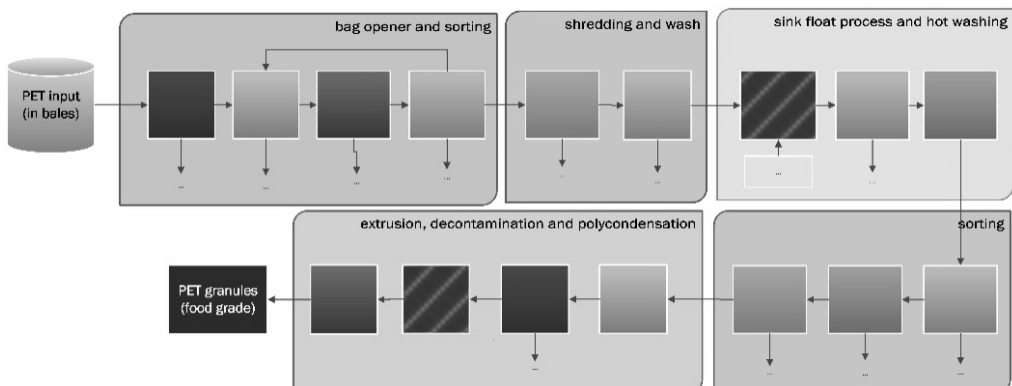 bag opener and sorting
shredding and wash
sink float process and hot washing
PET input
(in bales)
...
...
...
...
...
...
...
...
extrusion, decontamination and polycondensation
sorting
PET granules
(food grade)
...
...
...
...